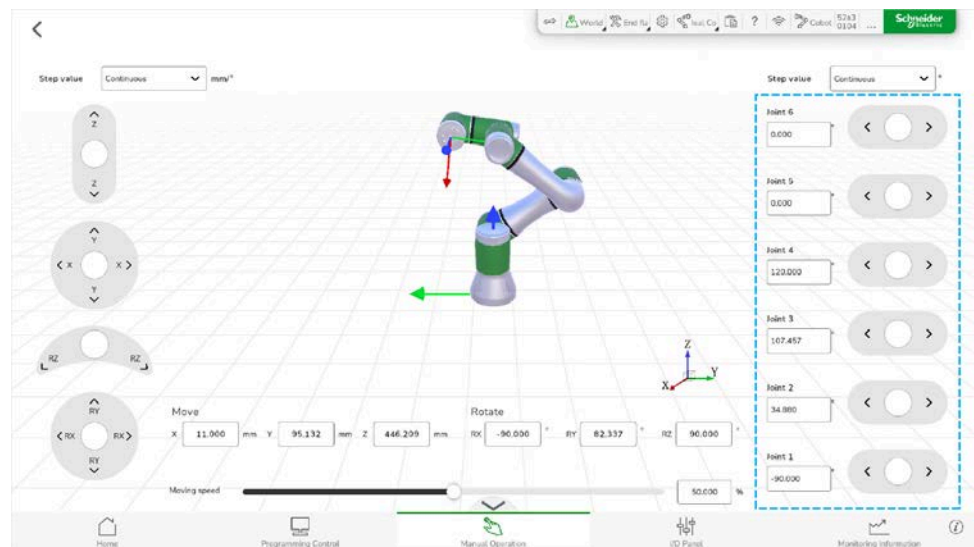 World
52a3
0104
...
Schneider
Electric
Step value Continuous mm/°
Step value Continuous °
Z
Z
Y
X X
Y
RZ RZ
RY
RX RX
RY
Joint 6
0.000 °
Joint 5
0.000 °
Joint 4
120.000 °
Joint 3
107.457 °
Joint 2
34.880 °
Joint 1
-90.000 °
Z
X Y
Move
X 11.000 mm Y 95.132 mm Z 446.209 mm
Rotate
RX -90.000 ° RY 82.337 ° RZ 90.000 °
Moving speed 50.000 %
Home
Programming Control
Manual Operation
I/O Panel
Monitoring Information